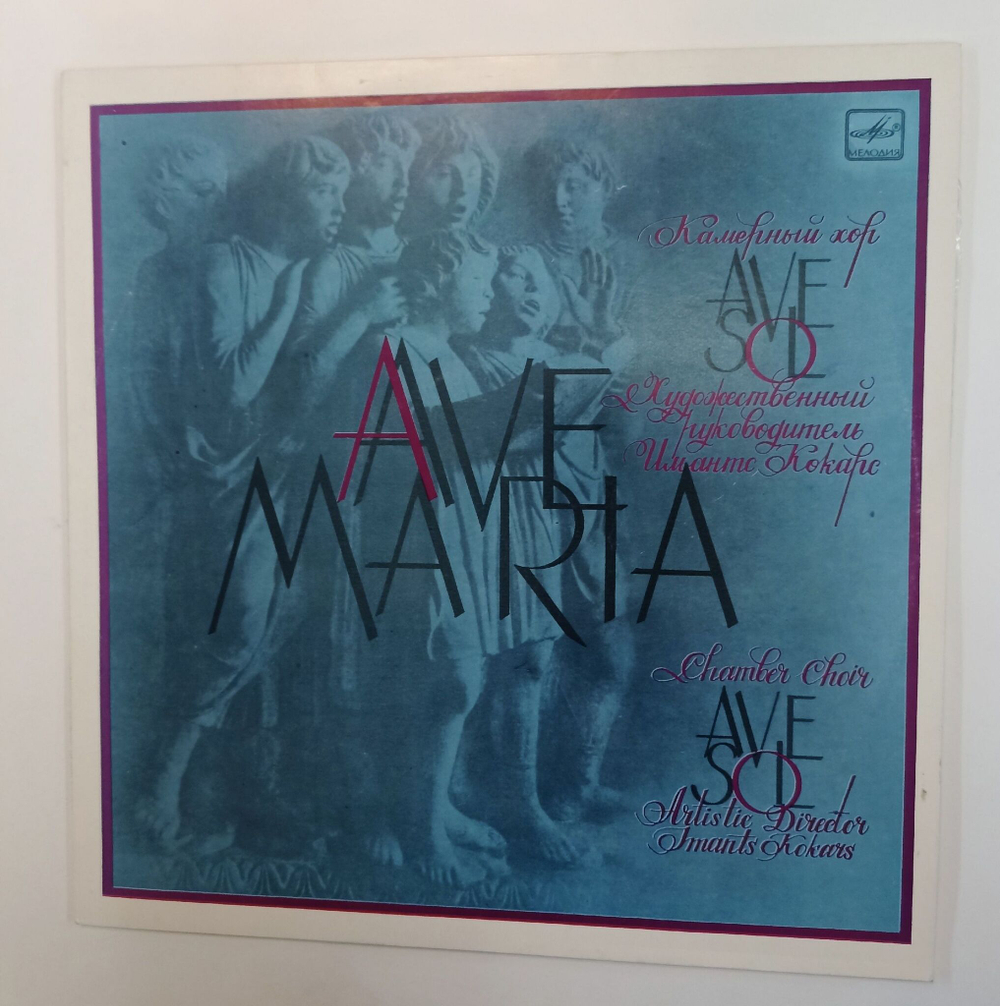 МЕЛОДИЯ
Камерный хор
AVE
SOL
Художественный
руководитель
Имантс Кокарс
AVE
MARIA
Chamber Choir
AVE
SOL
Artistic Director
Imants Kokars